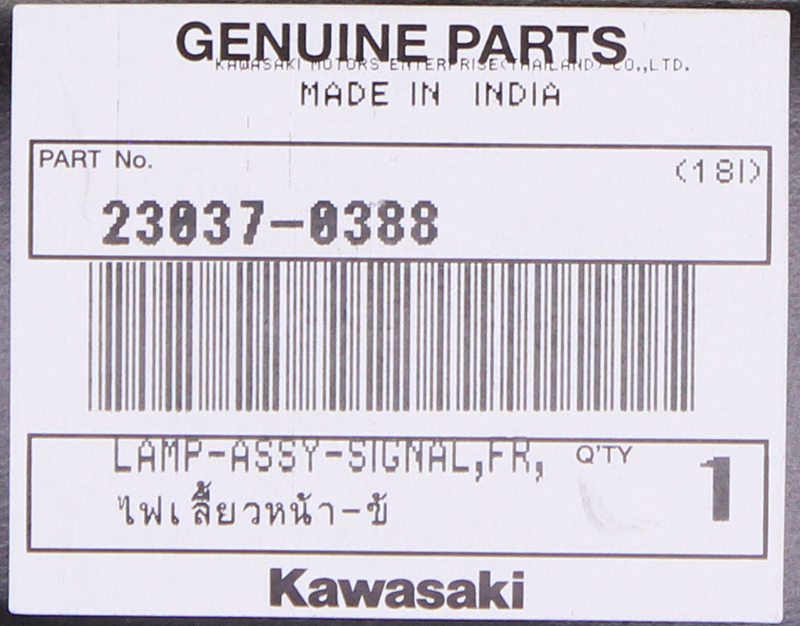 GENUINE PARTS
KAWASAKI MOTORS ENTERPRISE(THAILAND) CO.,LTD.
MADE IN INDIA
PART No.
(18I)
23037-0388
LAMP-ASSY-SIGNAL,FR,
Q'TY
1
ไฟเลี้ยวหน้า-ข้
Kawasaki